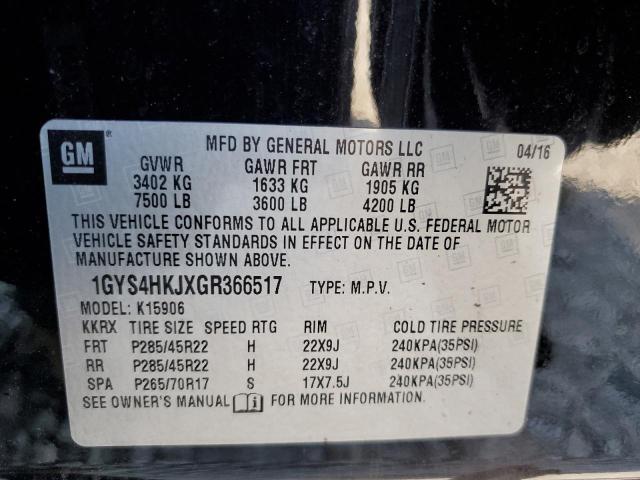 GM ® MFD BY GENERAL MOTORS LLC 04/16
GVWR GAWR FRT GAWR RR
3402 KG 1633 KG 1905 KG
7500 LB 3600 LB 4200 LB
THIS VEHICLE CONFORMS TO ALL APPLICABLE U.S. FEDERAL MOTOR
VEHICLE SAFETY STANDARDS IN EFFECT ON THE DATE OF
MANUFACTURE SHOWN ABOVE.
1GYS4HKJXGR366517 TYPE: M.P.V.
MODEL: K15906
KKRX TIRE SIZE SPEED RTG RIM COLD TIRE PRESSURE
FRT P285/45R22 H 22X9J 240KPA(35PSI)
RR P285/45R22 H 22X9J 240KPA(35PSI)
SPA P265/70R17 S 17X7.5J 240KPA(35PSI)
SEE OWNER'S MANUAL i FOR MORE INFORMATION.